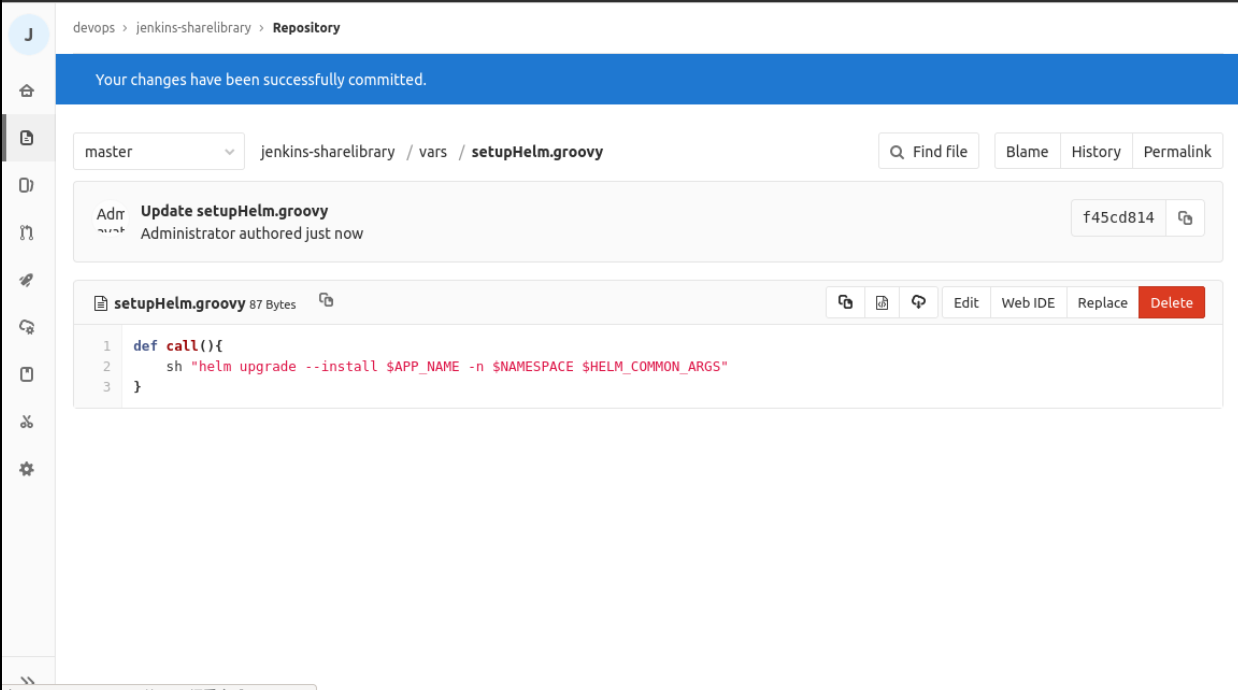 J
devops › jenkins-sharelibrary › Repository
Your changes have been successfully committed.
master
jenkins-sharelibrary / vars / setupHelm.groovy
Find file
Blame
History
Permalink
Adm
Update setupHelm.groovy
Administrator authored just now
f45cd814
setupHelm.groovy 87 Bytes
Edit
Web IDE
Replace
Delete
1 def call(){
2     sh "helm upgrade --install $APP_NAME -n $NAMESPACE $HELM_COMMON_ARGS"
3 }